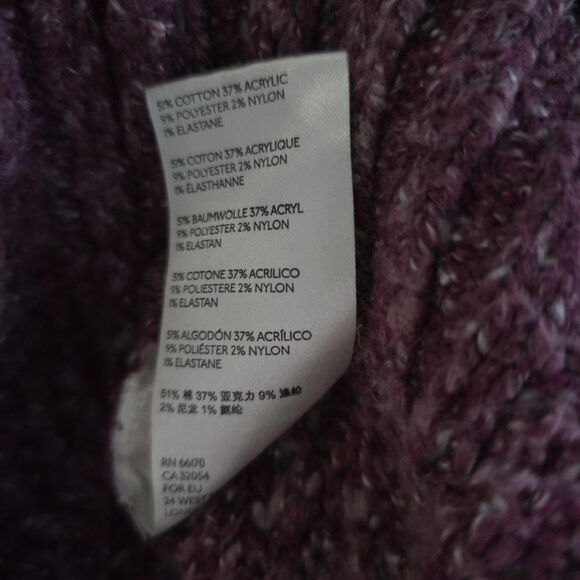 51% COTTON 37% ACRYLIC
9% POLYESTER 2% NYLON
1% ELASTANE
51% COTON 37% ACRYLIQUE
9% POLYESTER 2% NYLON
1% ÉLASTHANNE
51% BAUMWOLLE 37% ACRYL
9% POLYESTER 2% NYLON
1% ELASTAN
51% COTONE 37% ACRILICO
9% POLIESTERE 2% NYLON
1% ELASTAN
51% ALGODÓN 37% ACRÍLICO
9% POLIÉSTER 2% NYLON
1% ELASTANE
51% 棉 37% 亚克力 9% 涤纶
2% 尼龙 1% 氨纶
RN 66170
CA 32054
FOR EU
24